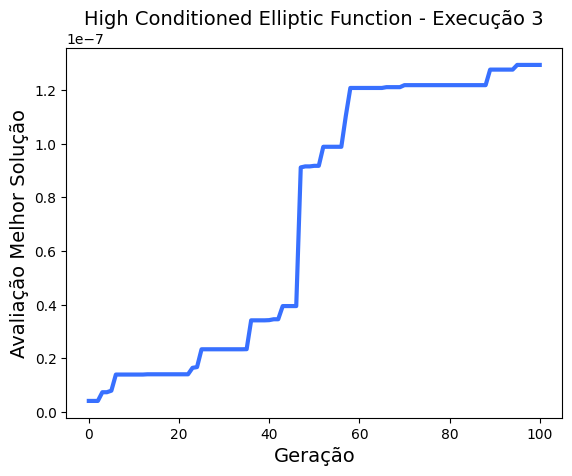 High Conditioned Elliptic Function - Execução 3
1e−7
Avaliação Melhor Solução
1.2
1.0
0.8
0.6
0.4
0.2
0.0
0 20 40 60 80 100
Geração